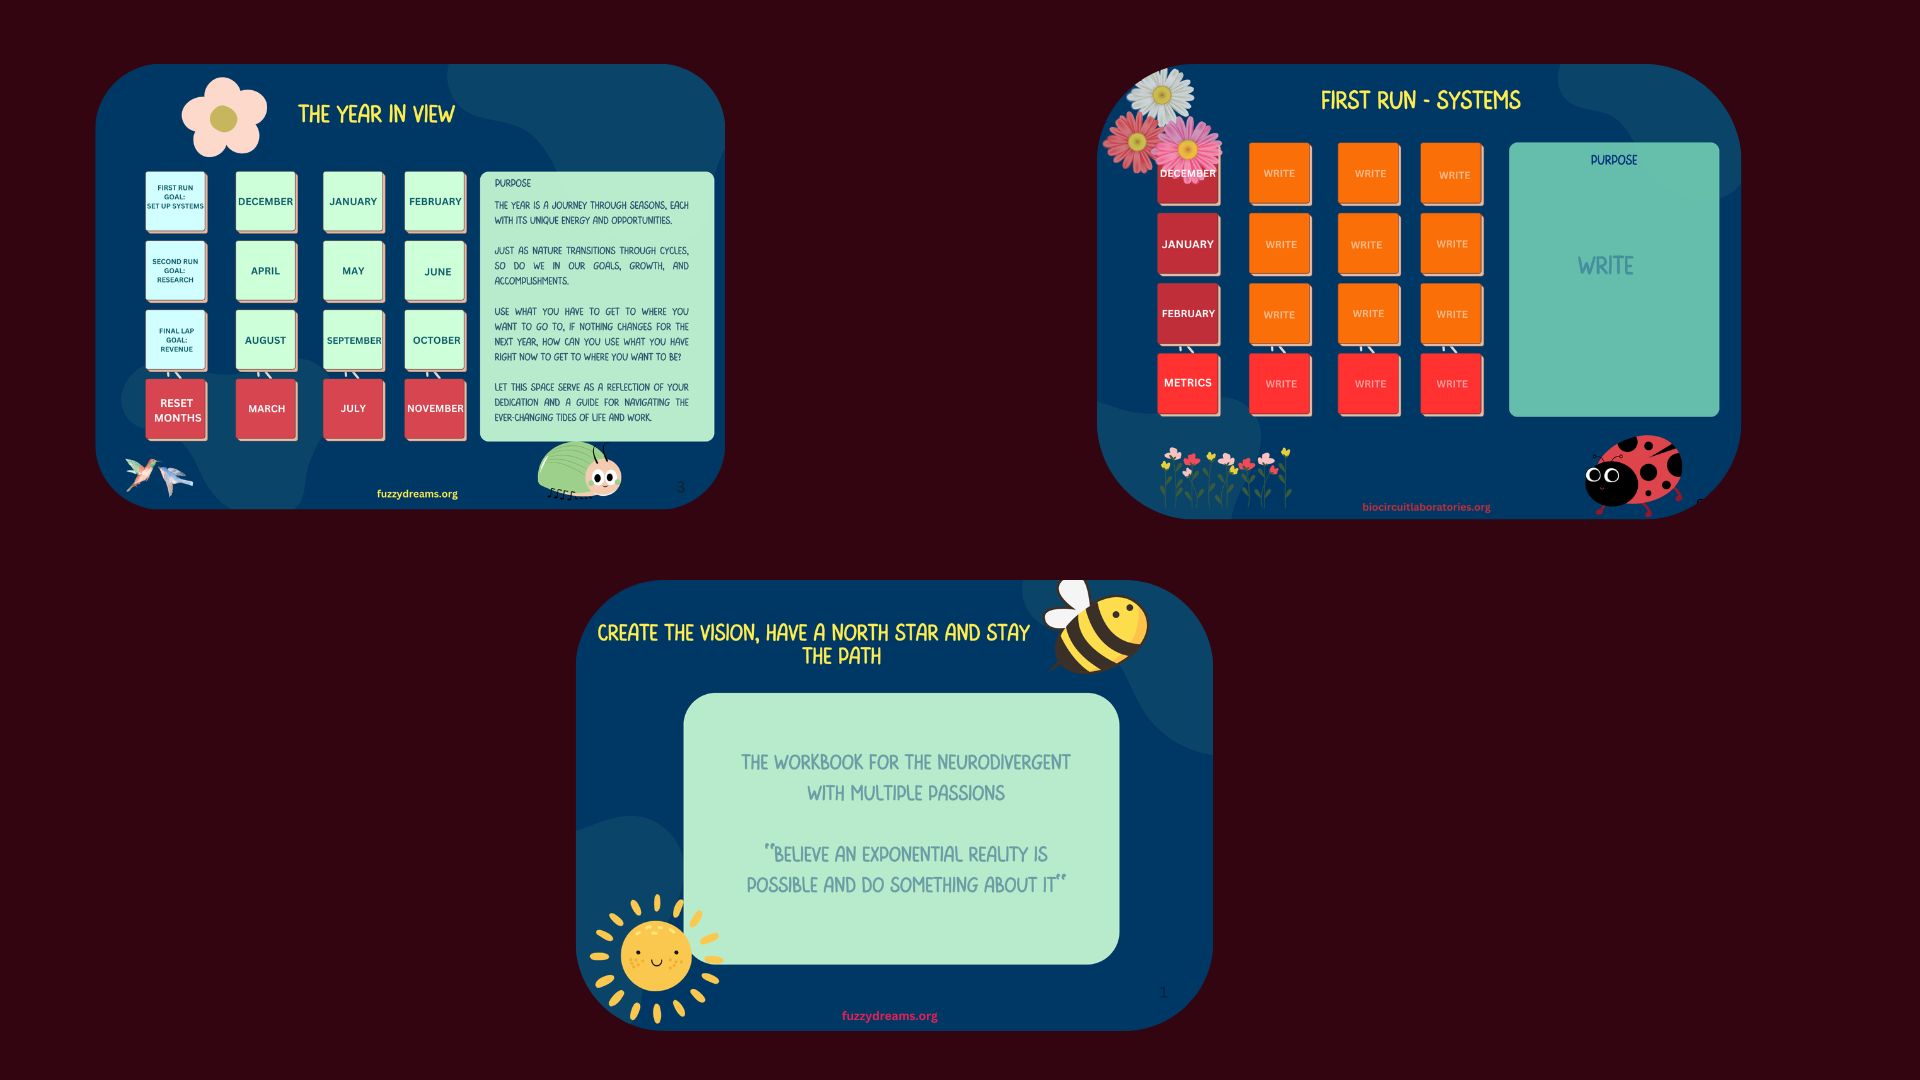 THE YEAR IN VIEW
FIRST RUN
GOAL:
SET UP SYSTEMS
DECEMBER
JANUARY
FEBRUARY
SECOND RUN
GOAL:
RESEARCH
APRIL
MAY
JUNE
FINAL LAP
GOAL:
REVENUE
AUGUST
SEPTEMBER
OCTOBER
RESET
MONTHS
MARCH
JULY
NOVEMBER
PURPOSE
THE YEAR IS A JOURNEY THROUGH SEASONS, EACH
WITH ITS UNIQUE ENERGY AND OPPORTUNITIES.
JUST AS NATURE TRANSITIONS THROUGH CYCLES,
SO DO WE IN OUR GOALS, GROWTH, AND
ACCOMPLISHMENTS.
USE WHAT YOU HAVE TO GET TO WHERE YOU
WANT TO GO TO, IF NOTHING CHANGES FOR THE
NEXT YEAR, HOW CAN YOU USE WHAT YOU HAVE
RIGHT NOW TO GET TO WHERE YOU WANT TO BE?
LET THIS SPACE SERVE AS A REFLECTION OF YOUR
DEDICATION AND A GUIDE FOR NAVIGATING THE
EVER-CHANGING TIDES OF LIFE AND WORK.
fuzzydreams.org
3
FIRST RUN - SYSTEMS
DECEMBER
WRITE
WRITE
WRITE
JANUARY
WRITE
WRITE
WRITE
FEBRUARY
WRITE
WRITE
WRITE
METRICS
WRITE
WRITE
WRITE
PURPOSE
WRITE
biocircuitlaboratories.org
CREATE THE VISION, HAVE A NORTH STAR AND STAY
THE PATH
THE WORKBOOK FOR THE NEURODIVERGENT
WITH MULTIPLE PASSIONS
"BELIEVE AN EXPONENTIAL REALITY IS
POSSIBLE AND DO SOMETHING ABOUT IT"
1
fuzzydreams.org